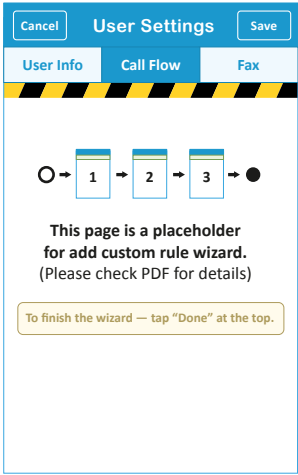 Cancel User Settings Save
User Info Call Flow Fax
1 2 3
This page is a placeholder
for add custom rule wizard.
(Please check PDF for details)
To finish the wizard — tap “Done” at the top.